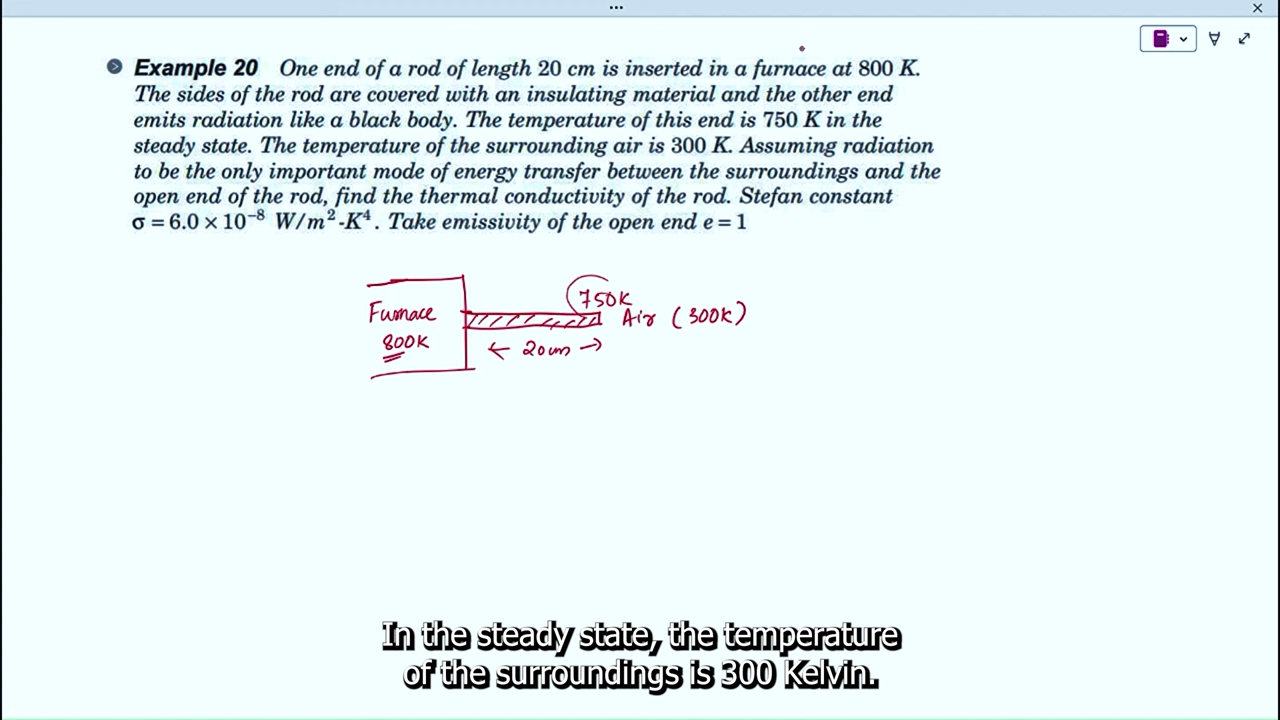 Example 20 One end of a rod of length 20 cm is inserted in a furnace at 800 K.
The sides of the rod are covered with an insulating material and the other end
emits radiation like a black body. The temperature of this end is 750 K in the
steady state. The temperature of the surrounding air is 300 K. Assuming radiation
to be the only important mode of energy transfer between the surroundings and the
open end of the rod, find the thermal conductivity of the rod. Stefan constant
σ = 6.0 × 10⁻⁸ W/m²-K⁴. Take emissivity of the open end e = 1
750K
Furnace
Air (300K)
800K
← 20cm →
In the steady state, the temperature
of the surroundings is 300 Kelvin.